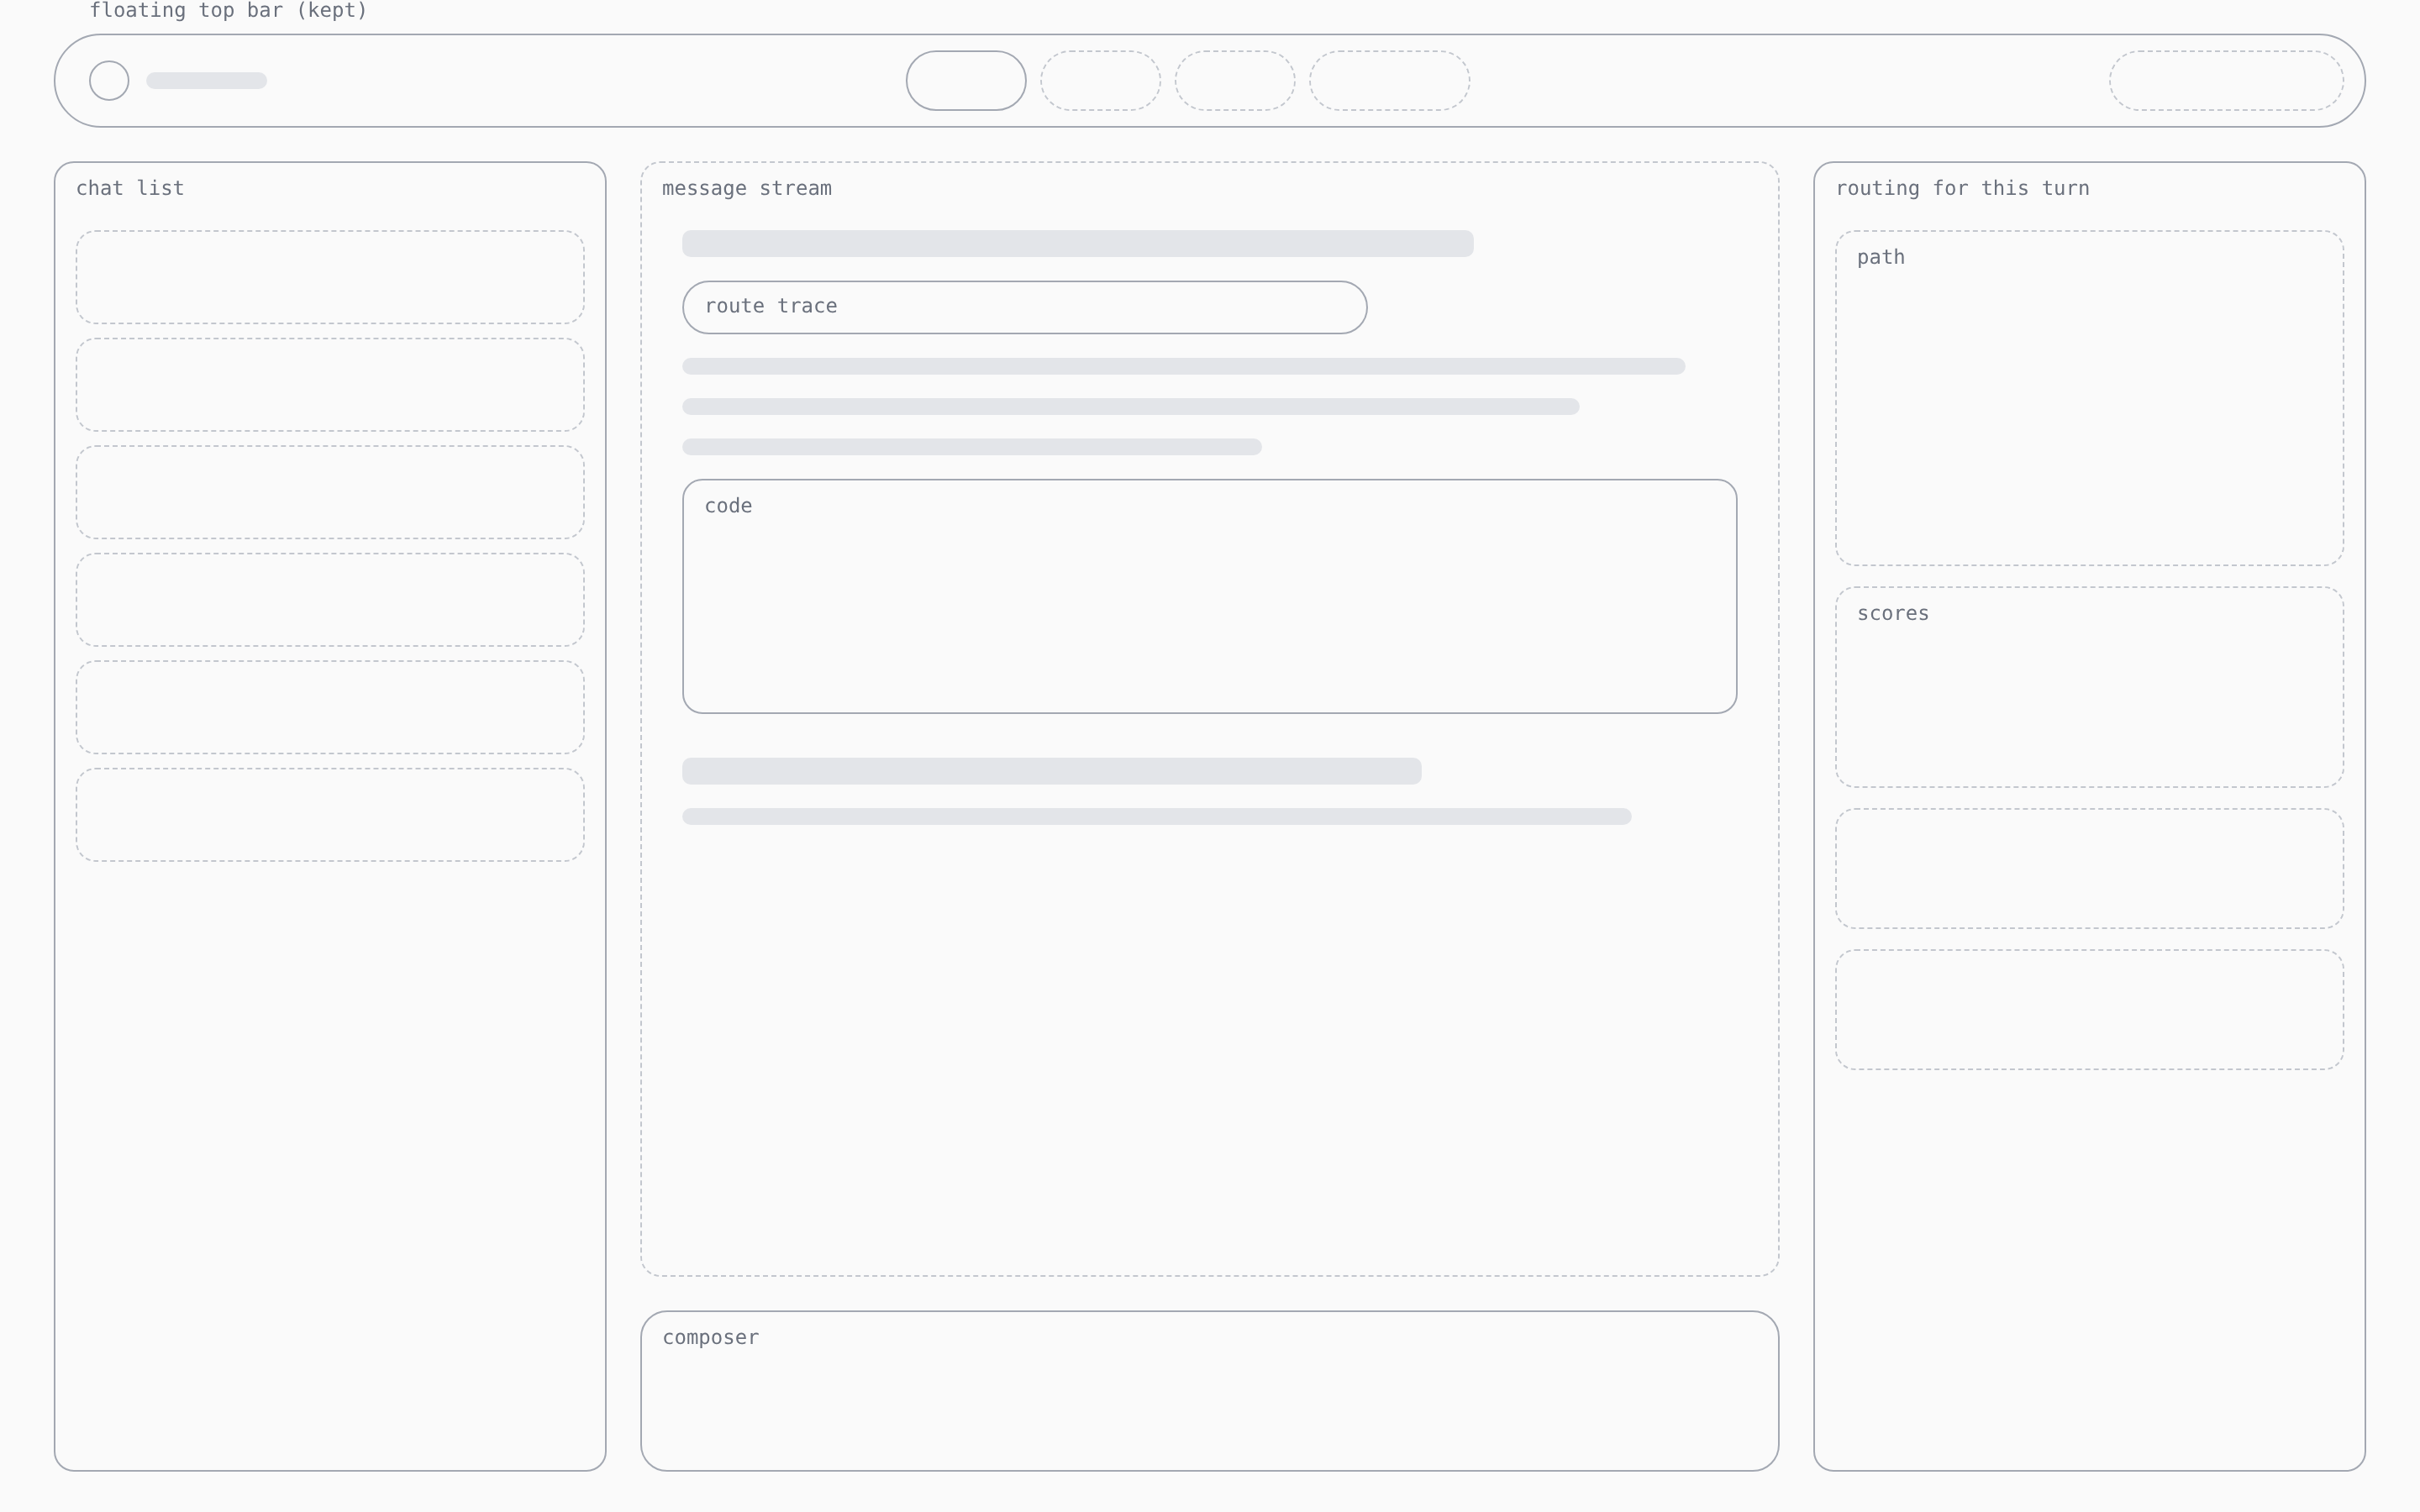 floating top bar (kept)
chat list
message stream
route trace
code
composer
routing for this turn
path
scores